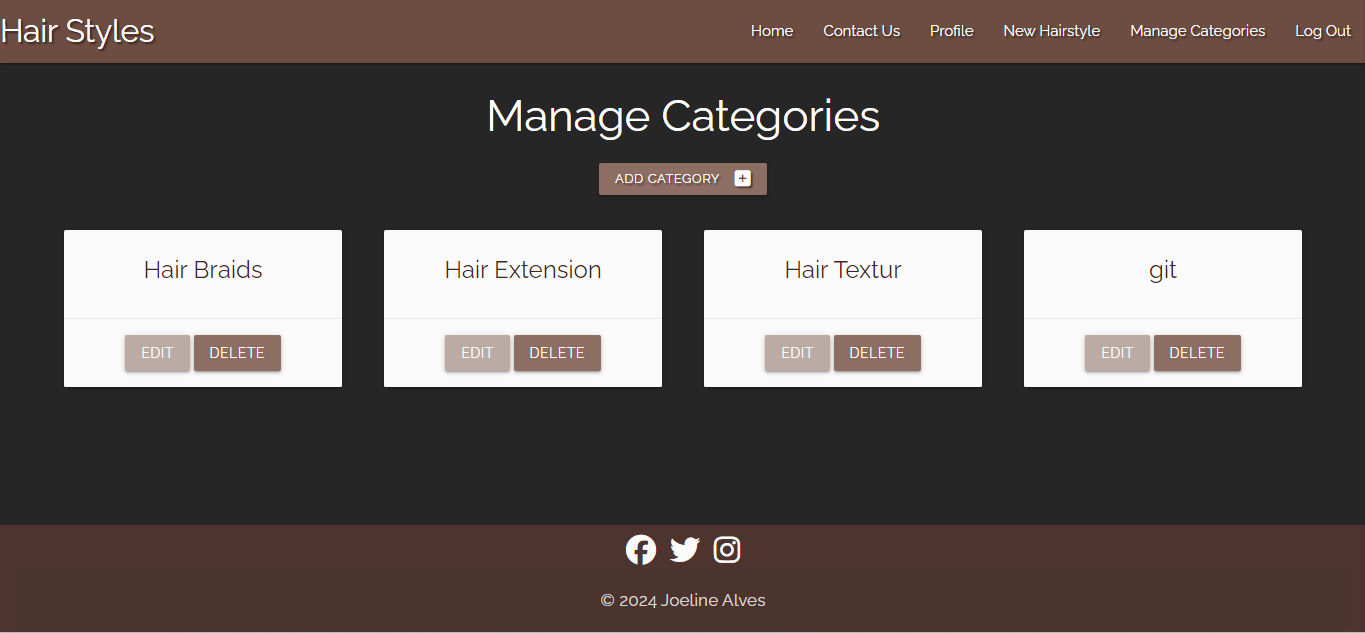 Hair Styles
Home Contact Us Profile New Hairstyle Manage Categories Log Out
Manage Categories
ADD CATEGORY
Hair Braids Hair Extension Hair Textur git
EDIT DELETE EDIT DELETE EDIT DELETE EDIT DELETE
© 2024 Joeline Alves